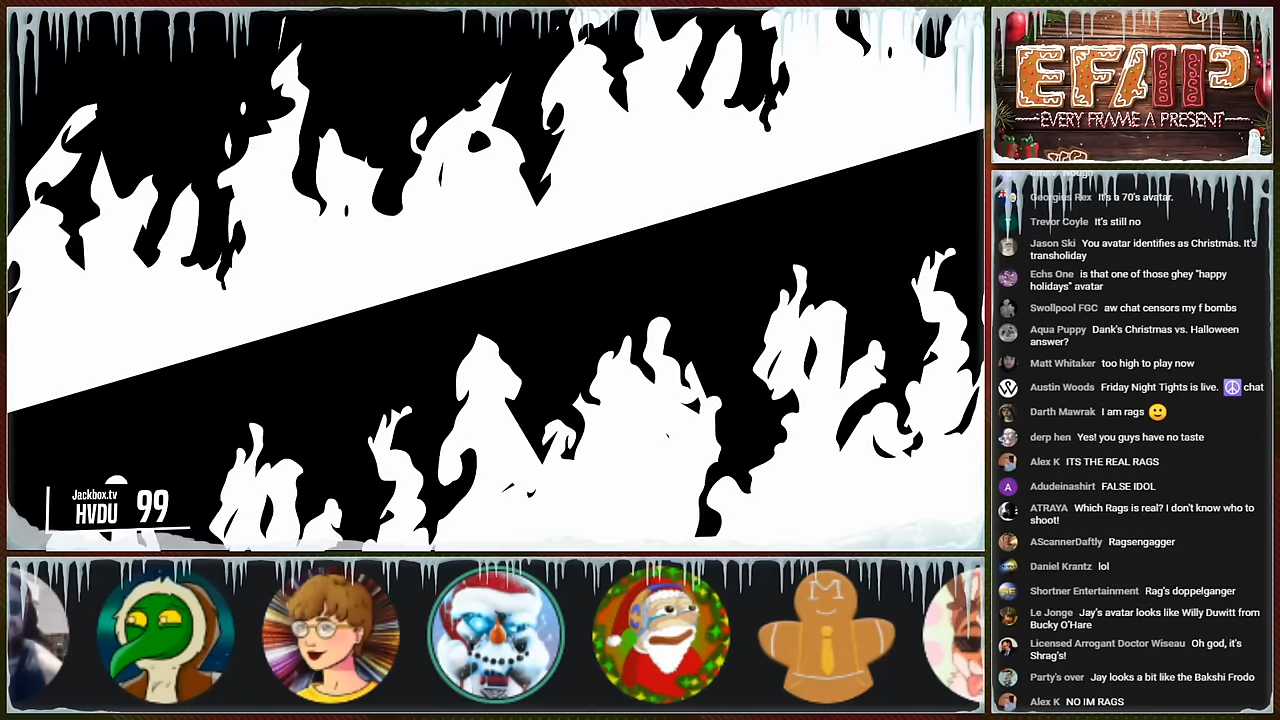 EFAP
EVERY FRAME A PRESENT
Georgius Rex It's a 70's avatar.
Trevor Coyle It's still no
Jason Ski You avatar identifies as Christmas. It's
transholiday
Echs One is that one of those ghey "happy
holidays" avatar
Swollpool FGC aw chat censors my f bombs
Aqua Puppy Dank's Christmas vs. Halloween
answer?
Matt Whitaker too high to play now
Austin Woods Friday Night Tights is live. ☮ chat
Darth Mawrak I am rags 🙂
derp hen Yes! you guys have no taste
Alex K ITS THE REAL RAGS
A
Adudeinashirt FALSE IDOL
ATRAYA Which Rags is real? I don't know who to
shoot!
AScannerDaftly Ragsengagger
Daniel Krantz lol
Shortner Entertainment Rag's doppelganger
Le Jonge Jay's avatar looks like Willy Duwitt from
Bucky O'Hare
Licensed Arrogant Doctor Wiseau Oh god, it's
Shrag's!
Party's over Jay looks a bit like the Bakshi Frodo
Alex K NO IM RAGS
Jackbox.tv
HVDU 99
M